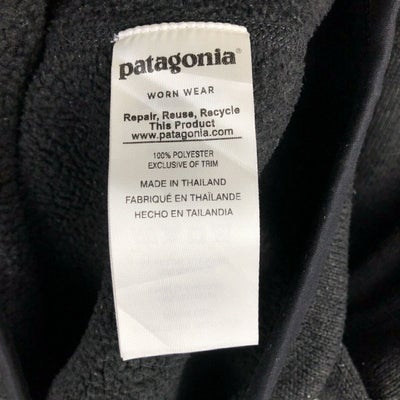 patagonia®
WORN WEAR
Repair, Reuse, Recycle
This Product
www.patagonia.com
100% POLYESTER
EXCLUSIVE OF TRIM
MADE IN THAILAND
FABRIQUÉ EN THAÏLANDE
HECHO EN TAILANDIA